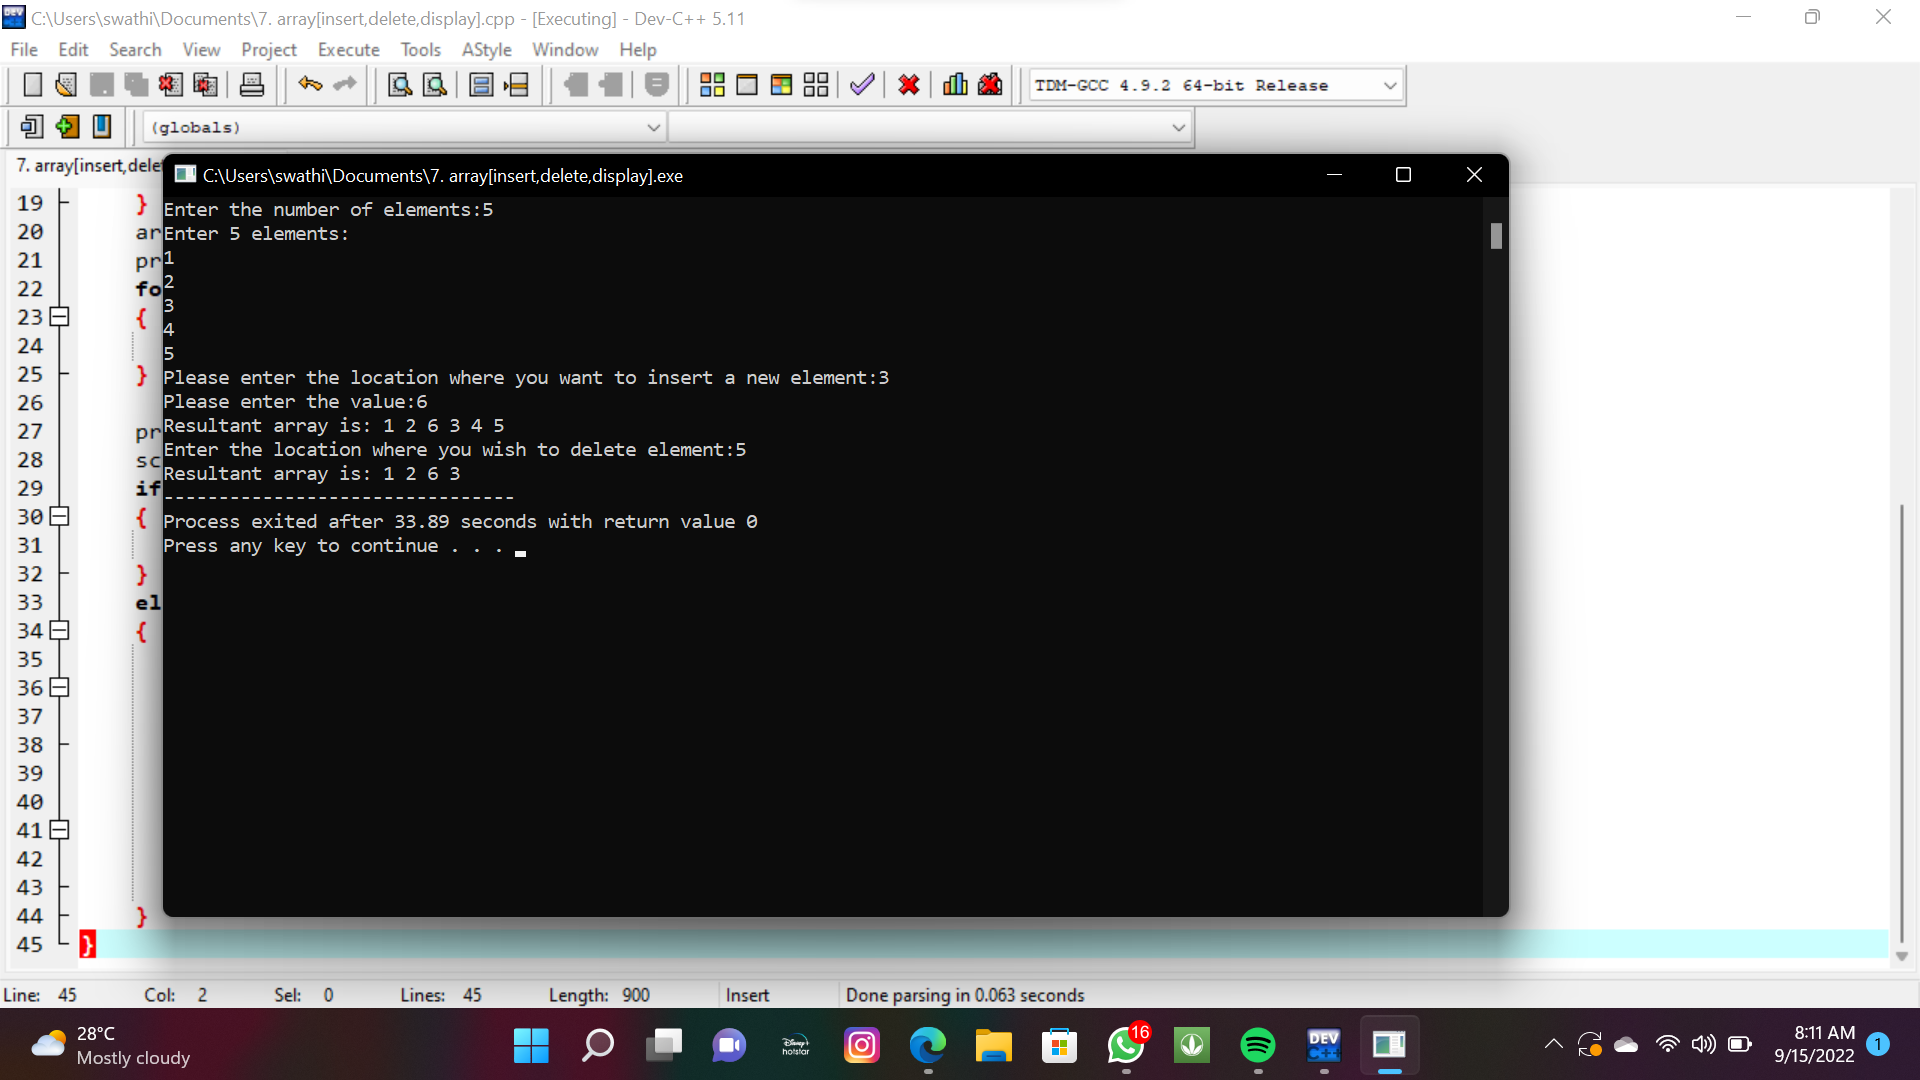 C:\Users\swathi\Documents\7. array[insert,delete,display].cpp - [Executing] - Dev-C++ 5.11
File Edit Search View Project Execute Tools AStyle Window Help
TDM-GCC 4.9.2 64-bit Release
(globals)
7. array[insert,dele
C:\Users\swathi\Documents\7. array[insert,delete,display].exe
19 }
20 ar
21 pr
22 fo
23 {
24
25 }
26
27 pr
28 sc
29 if
30 {
31
32 }
33 el
34 {
35
36
37
38
39
40
41
42
43
44 }
45 }
Enter the number of elements:5
Enter 5 elements:
1
2
3
4
5
Please enter the location where you want to insert a new element:3
Please enter the value:6
Resultant array is: 1 2 6 3 4 5
Enter the location where you wish to delete element:5
Resultant array is: 1 2 6 3
--------------------------------
Process exited after 33.89 seconds with return value 0
Press any key to continue . . .
Line: 45 Col: 2 Sel: 0 Lines: 45 Length: 900 Insert Done parsing in 0.063 seconds
28°C
Mostly cloudy
Disney+
hotstar
16
DEV
C++
8:11 AM
9/15/2022
1